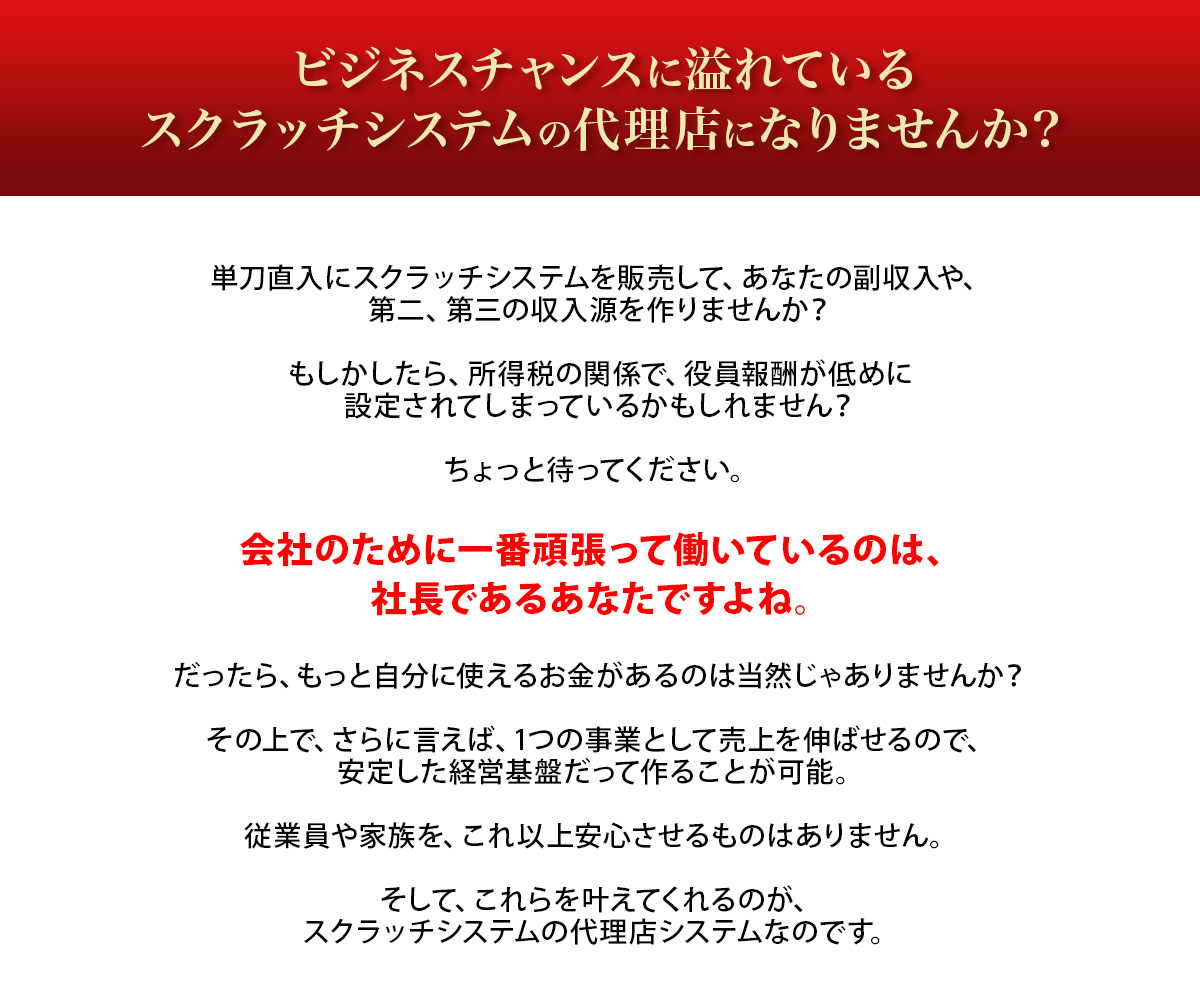 ビジネスチャンスに溢れている
スクラッチシステムの代理店になりませんか？
単刀直入にスクラッチシステムを販売して、あなたの副収入や、
第二、第三の収入源を作りませんか？
もしかしたら、所得税の関係で、役員報酬が低めに
設定されてしまっているかもしれません？
ちょっと待ってください。
会社のために一番頑張って働いているのは、
社長であるあなたですよね。
だったら、もっと自分に使えるお金があるのは当然じゃありませんか？
その上で、さらに言えば、1つの事業として売上を伸ばせるので、
安定した経営基盤だって作ることが可能。
従業員や家族を、これ以上安心させるものはありません。
そして、これらを叶えてくれるのが、
スクラッチシステムの代理店システムなのです。